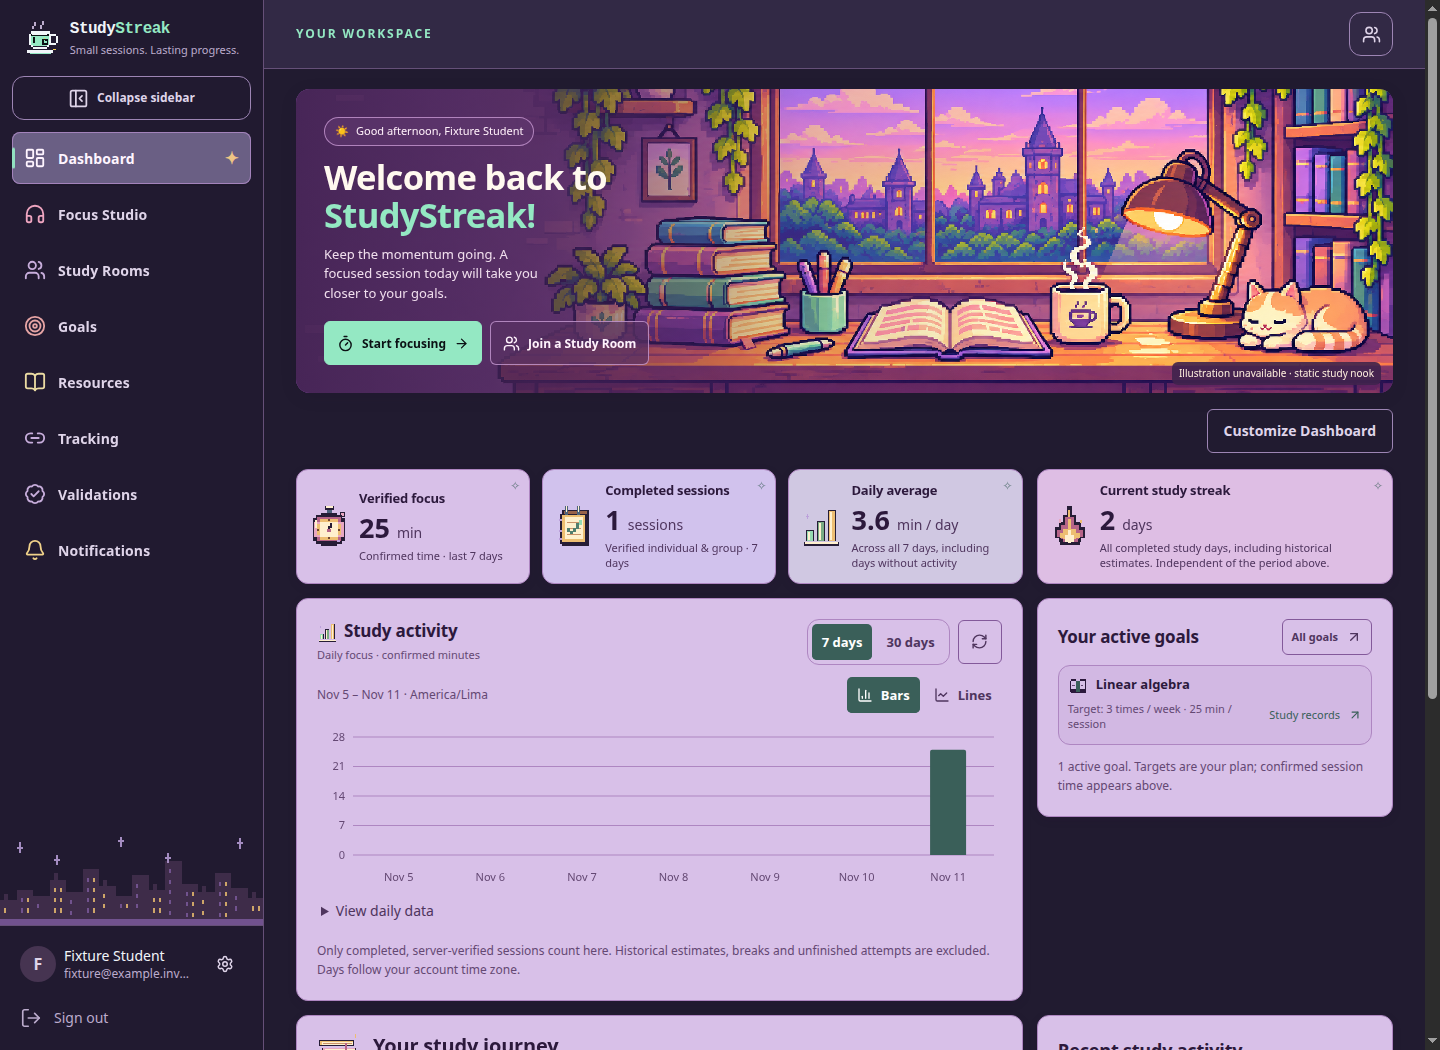 StudyStreak
Small sessions. Lasting progress.
Collapse sidebar
Dashboard
Focus Studio
Study Rooms
Goals
Resources
Tracking
Validations
Notifications
F
Fixture Student
fixture@example.inv...
Sign out
YOUR WORKSPACE
Good afternoon, Fixture Student
Welcome back to
StudyStreak!
Keep the momentum going. A
focused session today will take you
closer to your goals.
Start focusing
Join a Study Room
Illustration unavailable · static study nook
Customize Dashboard
Verified focus
25 min
Confirmed time · last 7 days
Completed sessions
1 sessions
Verified individual & group · 7
days
Daily average
3.6 min / day
Across all 7 days, including
days without activity
Current study streak
2 days
All completed study days, including historical
estimates. Independent of the period above.
Study activity
Daily focus · confirmed minutes
7 days
30 days
Nov 5 – Nov 11 · America/Lima
Bars
Lines
28
21
14
7
0
Nov 5
Nov 6
Nov 7
Nov 8
Nov 9
Nov 10
Nov 11
View daily data
Only completed, server-verified sessions count here. Historical estimates, breaks and unfinished attempts are excluded.
Days follow your account time zone.
Your active goals
All goals
Linear algebra
Target: 3 times / week · 25 min /
session
Study records
1 active goal. Targets are your plan; confirmed session
time appears above.
Your study journey
Recent study activity